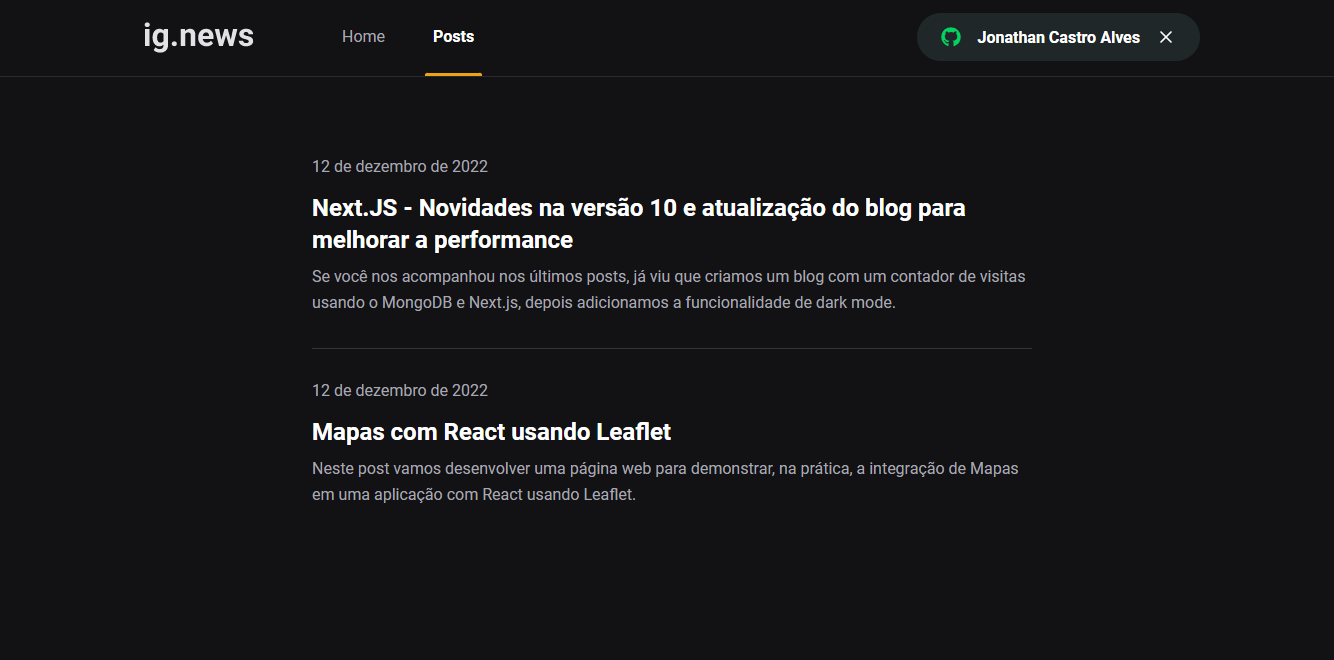 ig.news
Home
Posts
Jonathan Castro Alves
12 de dezembro de 2022
Next.JS - Novidades na versão 10 e atualização do blog para
melhorar a performance
Se você nos acompanhou nos últimos posts, já viu que criamos um blog com um contador de visitas
usando o MongoDB e Next.js, depois adicionamos a funcionalidade de dark mode.
12 de dezembro de 2022
Mapas com React usando Leaflet
Neste post vamos desenvolver uma página web para demonstrar, na prática, a integração de Mapas
em uma aplicação com React usando Leaflet.